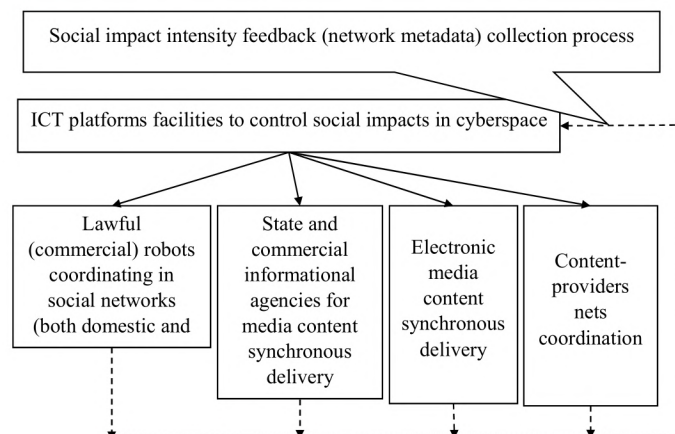 Social impact intensity feedback (network metadata) collection process
ICT platforms facilities to control social impacts in cyberspace
Lawful
(commercial) robots
coordinating in
social networks
(both domestic and
State and
commercial
informational
agencies for
media content
synchronous
delivery
Electronic
media
content
synchronous
delivery
Content-
providers
nets
coordination